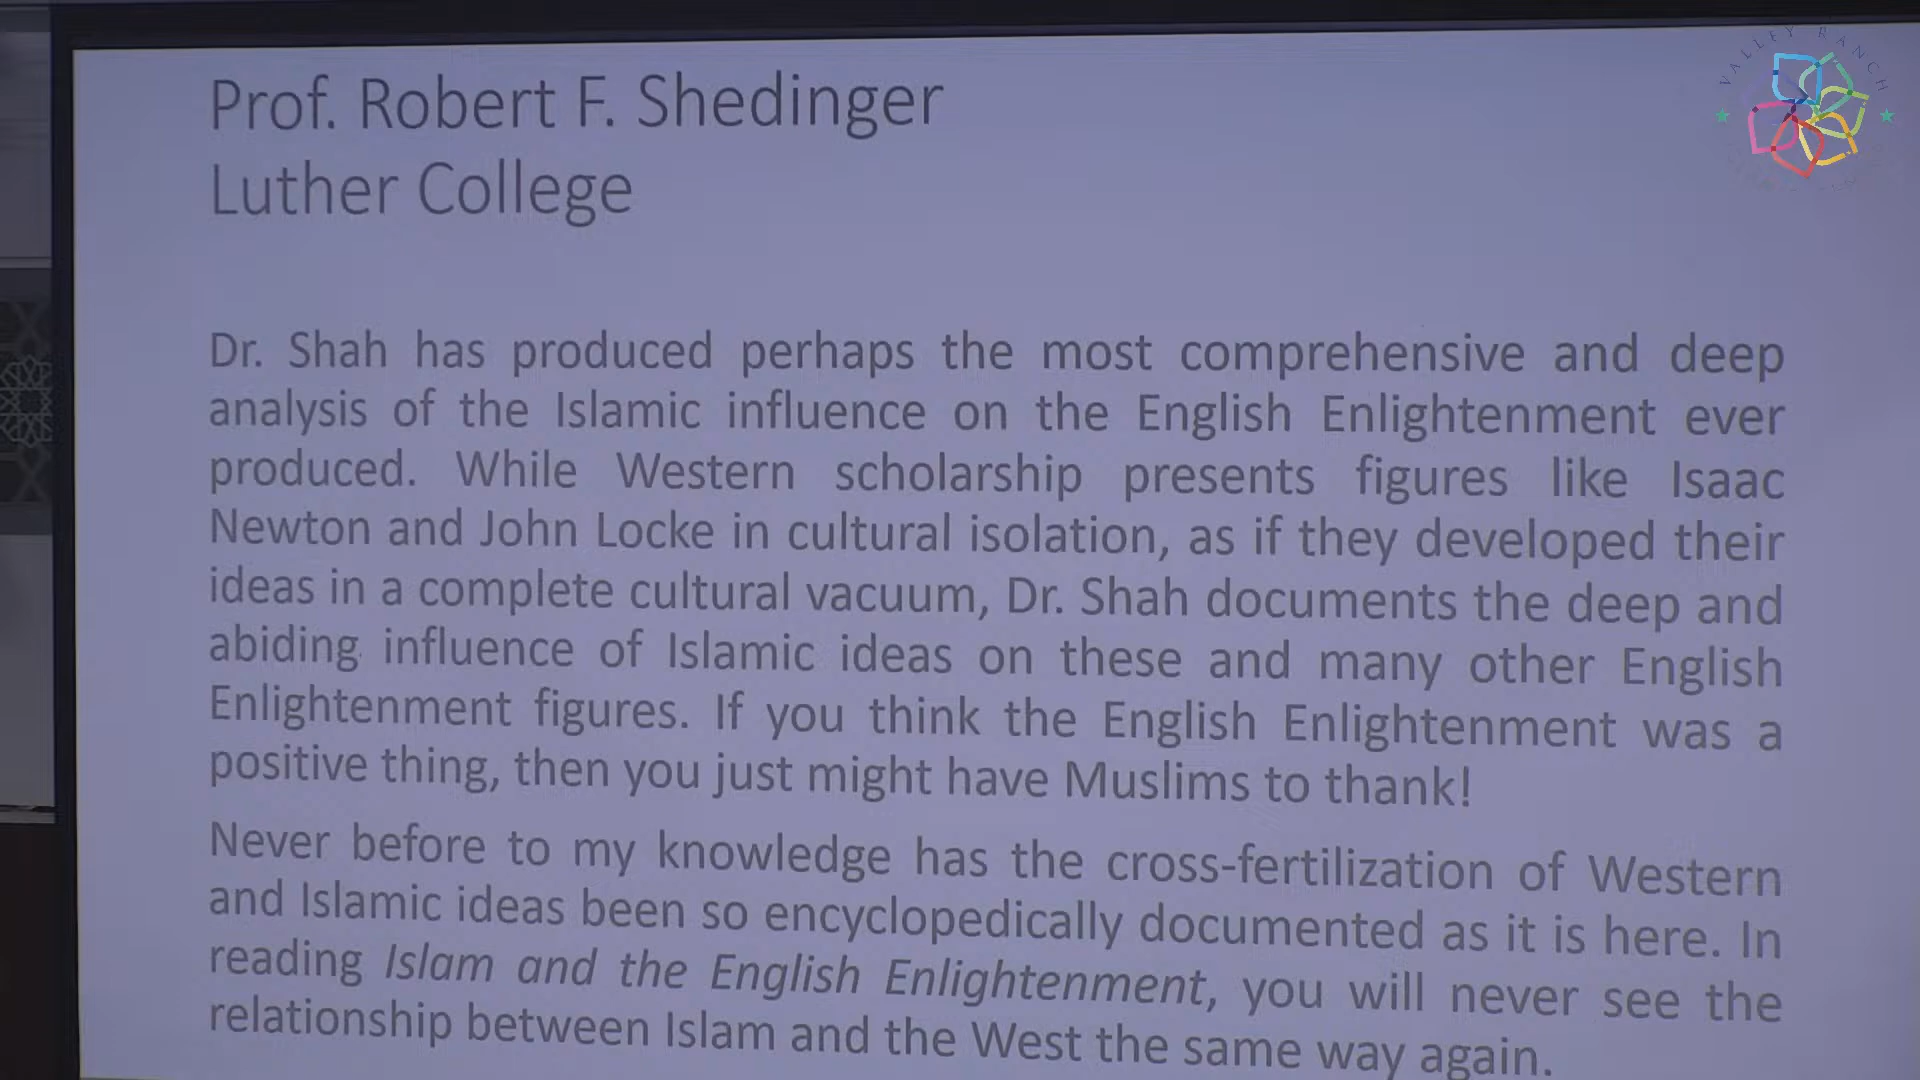 VALLEY RANCH
Prof. Robert F. Shedinger
Luther College
Dr. Shah has produced perhaps the most comprehensive and deep
analysis of the Islamic influence on the English Enlightenment ever
produced. While Western scholarship presents figures like Isaac
Newton and John Locke in cultural isolation, as if they developed their
ideas in a complete cultural vacuum, Dr. Shah documents the deep and
abiding influence of Islamic ideas on these and many other English
Enlightenment figures. If you think the English Enlightenment was a
positive thing, then you just might have Muslims to thank!
Never before to my knowledge has the cross-fertilization of Western
and Islamic ideas been so encyclopedically documented as it is here. In
reading Islam and the English Enlightenment, you will never see the
relationship between Islam and the West the same way again.